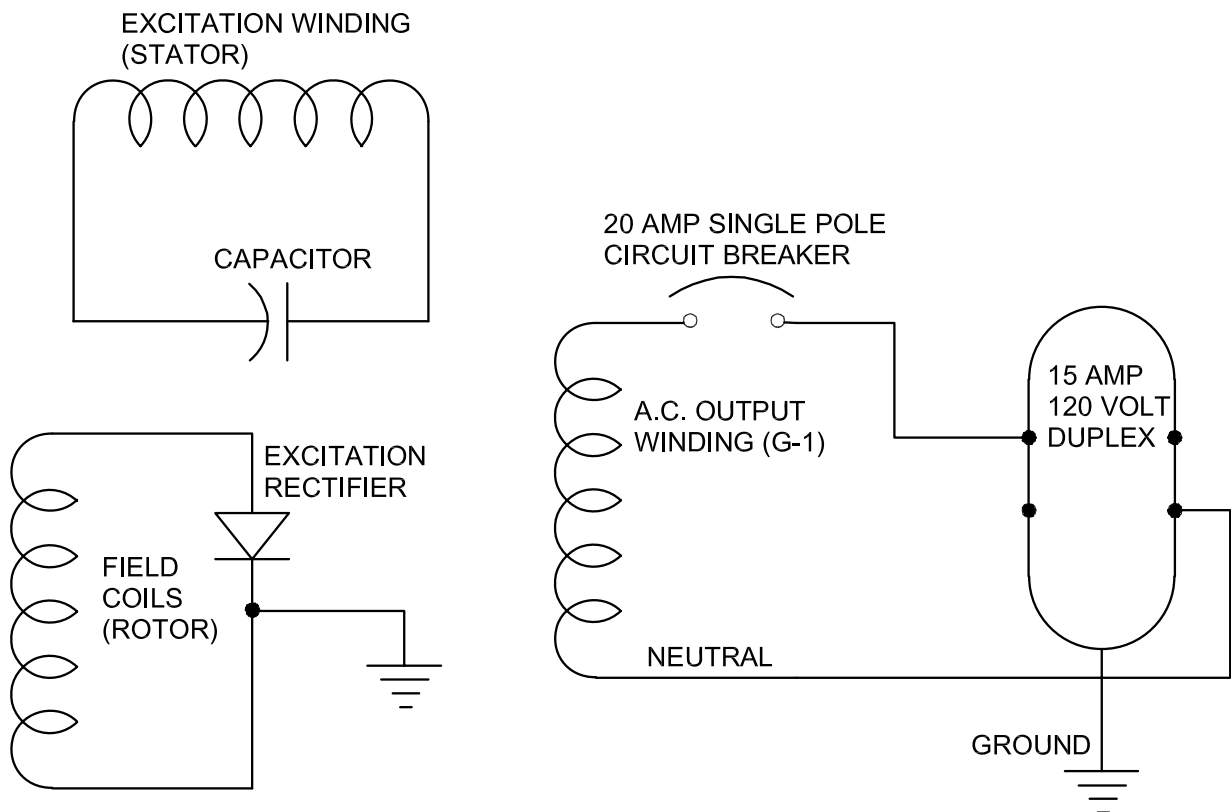 EXCITATION WINDING
(STATOR)
CAPACITOR
20 AMP SINGLE POLE
CIRCUIT BREAKER
15 AMP
120 VOLT
DUPLEX
A.C. OUTPUT
WINDING (G-1)
EXCITATION
RECTIFIER
FIELD
COILS
(ROTOR)
NEUTRAL
GROUND